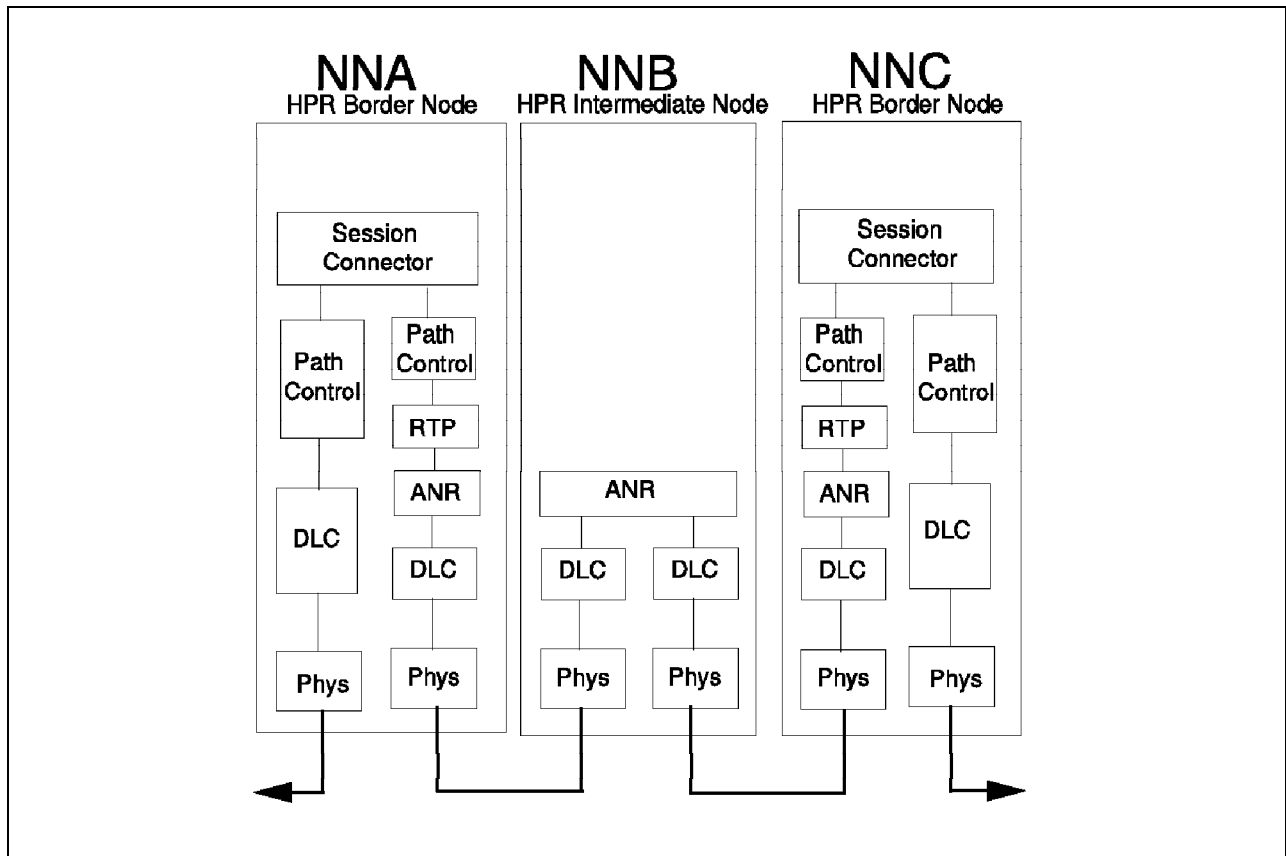 NNA
HPR Border Node
Session
Connector
Path
Control
DLC
Phys
Path
Control
RTP
ANR
DLC
Phys
NNB
HPR Intermediate Node
ANR
DLC
Phys
DLC
Phys
NNC
HPR Border Node
Session
Connector
Path
Control
RTP
ANR
DLC
Phys
Path
Control
DLC
Phys